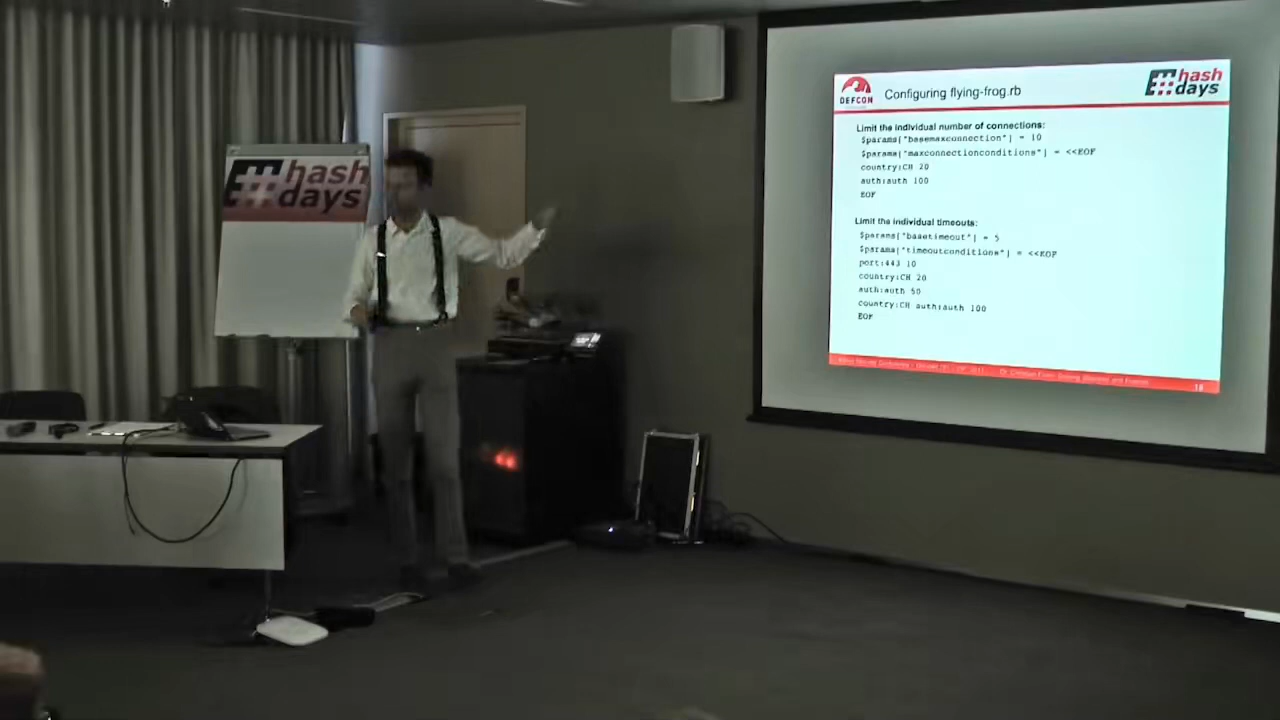 hash
days
DEFCON
Configuring flying-frog.rb
hash
days
Limit the individual number of connections:
$params["basemaxconnection"] = 10
$params["maxconnectionconditions"] = <<EOF
country:CH 20
auth:auth 100
EOF
Limit the individual timeouts:
$params["basetimeout"] = 5
$params["timeoutconditions"] = <<EOF
port:443 10
country:CH 20
auth:auth 50
country:CH auth:auth 100
EOF
18